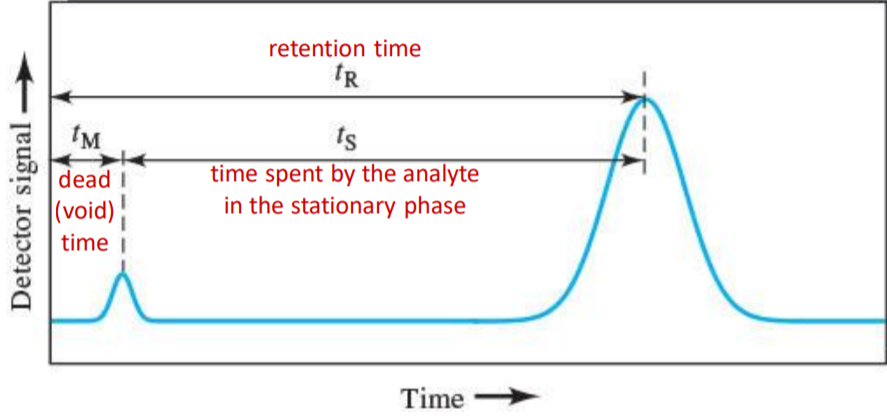 retention time
tR
tM
tS
dead
(void)
time
time spent by the analyte
in the stationary phase
Detector signal
Time